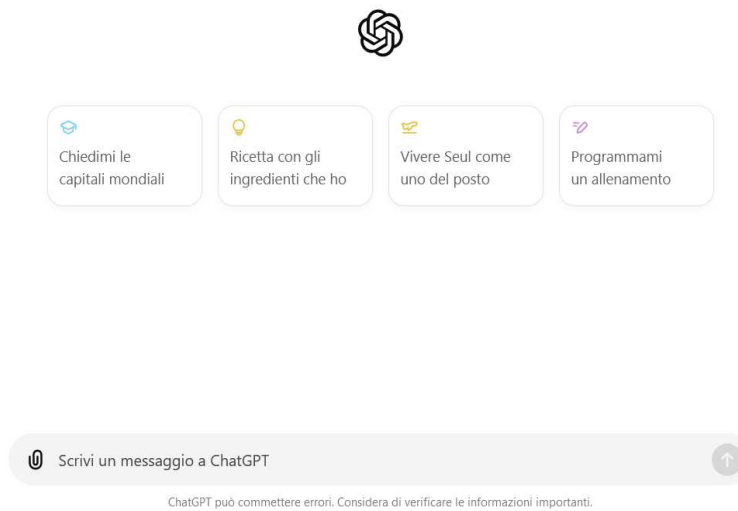 Chiedimi le
capitali mondiali
Ricetta con gli
ingredienti che ho
Vivere Seul come
uno del posto
Programmami
un allenamento
Scrivi un messaggio a ChatGPT
ChatGPT può commettere errori. Considera di verificare le informazioni importanti.